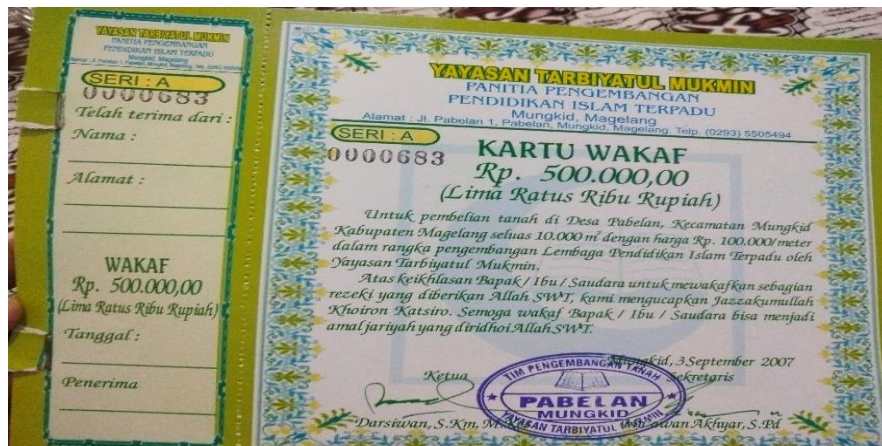 YAYASAN TARBIYATUL MUKMIN
PANITIA PENGEMBANGAN
PENDIDIKAN ISLAM TERPADU
Mungkid, Magelang
SERI : A
0000683
Telah terima dari :
Nama :
Alamat :
WAKAF
Rp. 500.000,00
(Lima Ratus Ribu Rupiah)
Tanggal :
Penerima
YAYASAN TARBIYATUL MUKMIN
PANITIA PENGEMBANGAN
PENDIDIKAN ISLAM TERPADU
Mungkid, Magelang
Alamat : Jl. Pabelan 1, Pabelan, Mungkid, Magelang. Telp. (0293) 5505494
SERI : A
0000683
KARTU WAKAF
Rp. 500.000,00
(Lima Ratus Ribu Rupiah)
Untuk pembelian tanah di Desa Pabelan, Kecamatan Mungkid
Kabupaten Magelang seluas 10.000 m² dengan harga Rp. 100.000/meter
dalam rangka pengembangan Lembaga Pendidikan Islam Terpadu oleh
Yayasan Tarbiyatul Mukmin.
Atas keikhlasan Bapak / Ibu / Saudara untuk mewakafkan sebagian
rezeki yang diberikan Allah SWT, kami mengucapkan Jazzakumullah
Khoiron Katsiro. Semoga wakaf Bapak / Ibu / Saudara bisa menjadi
amal jariyah yang diridhoi Allah SWT.
Mungkid, 3 September 2007
Ketua
Sekretaris
TIM PENGEMBANGAN TANAH
PABELAN
MUNGKID
YAYASAN TARBIYATUL MUKMIN
Darsiwan, S.Km, Akhyar, S.Pd